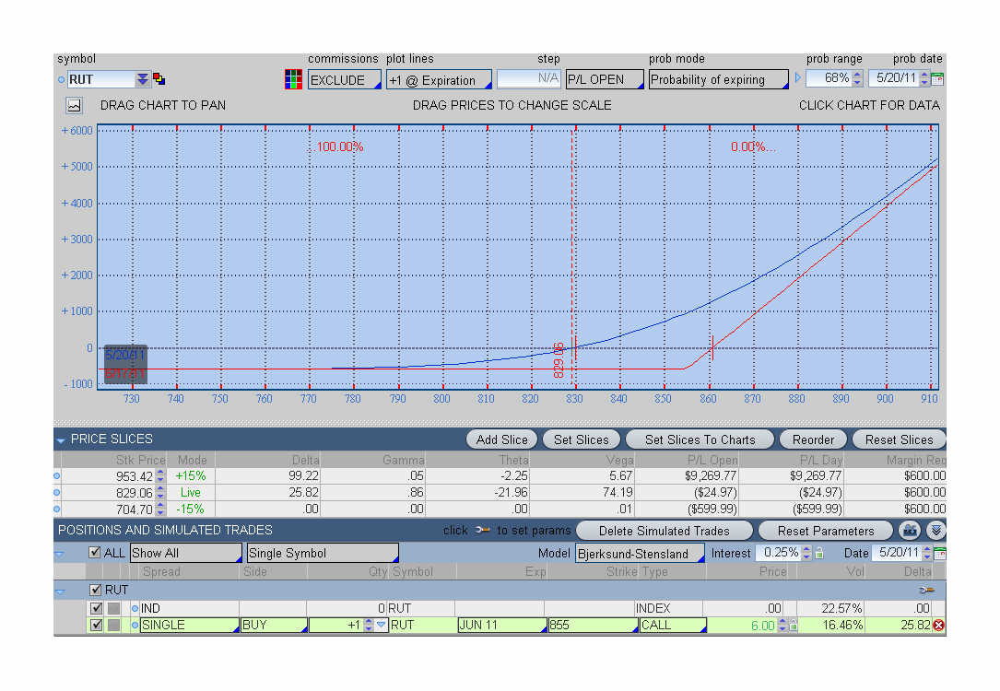 symbol commissions plot lines step prob mode prob range prob date
RUT EXCLUDE +1 @ Expiration N/A P/L OPEN Probability of expiring 68% 5/20/11
DRAG CHART TO PAN DRAG PRICES TO CHANGE SCALE CLICK CHART FOR DATA
+6000
..100.00% 0.00%...
+5000
+4000
+3000
+2000
+1000
0
5/20/11
829.06
-1000
730 740 750 760 770 780 790 800 810 820 830 840 850 860 870 880 890 900 910
PRICE SLICES Add Slice Set Slices Set Slices To Charts Reorder Reset Slices
Stk Price Mode Delta Gamma Theta Vega P/L Open P/L Day Margin Req
953.42 +15% 99.22 .05 -2.25 5.67 $9,269.77 $9,269.77 $600.00
829.06 Live 25.82 .86 -21.96 74.19 ($24.97) ($24.97) $600.00
704.70 -15% .00 .00 .00 .01 ($599.99) ($599.99) $600.00
POSITIONS AND SIMULATED TRADES click to set params Delete Simulated Trades Reset Parameters
ALL Show All Single Symbol Model Bjerksund-Stensland Interest 0.25% Date 5/20/11
Spread Side Qty Symbol Exp Strike Type Price Vol Delta
RUT
IND 0 RUT INDEX .00 22.57% .00
SINGLE BUY +1 RUT JUN 11 855 CALL 6.00 16.46% 25.82